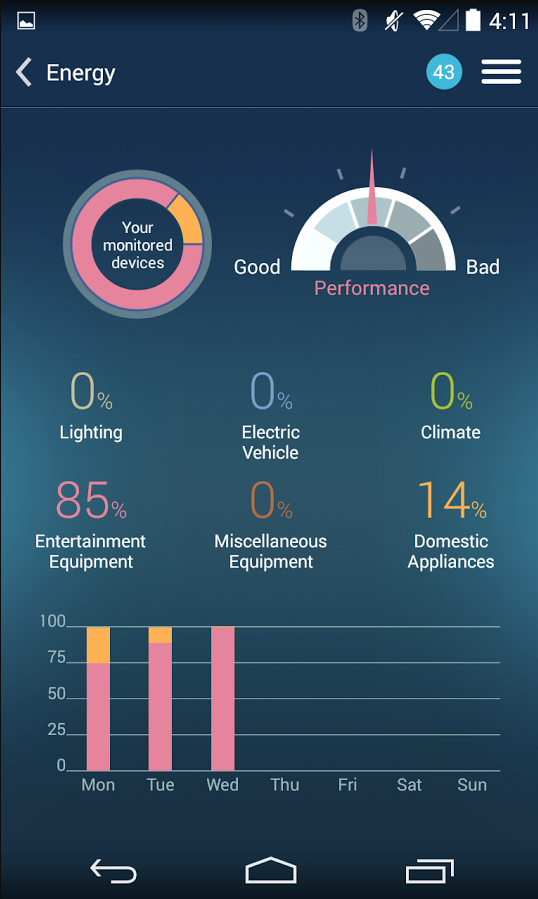 4:11
Energy
43
Your
monitored
devices
Good
Bad
Performance
0%
0%
0%
Lighting
Electric
Vehicle
Climate
85%
0%
14%
Entertainment
Equipment
Miscellaneous
Equipment
Domestic
Appliances
100
75
50
25
0
Mon Tue Wed Thu Fri Sat Sun